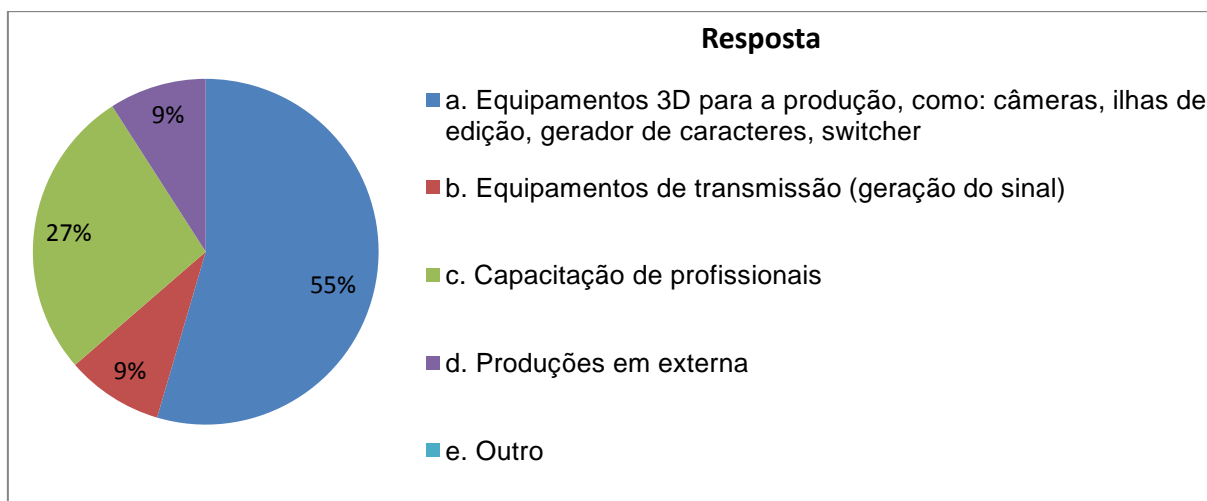 Resposta
9%
27%
55%
9%
a. Equipamentos 3D para a produção, como: câmeras, ilhas de
edição, gerador de caracteres, switcher
b. Equipamentos de transmissão (geração do sinal)
c. Capacitação de profissionais
d. Produções em externa
e. Outro